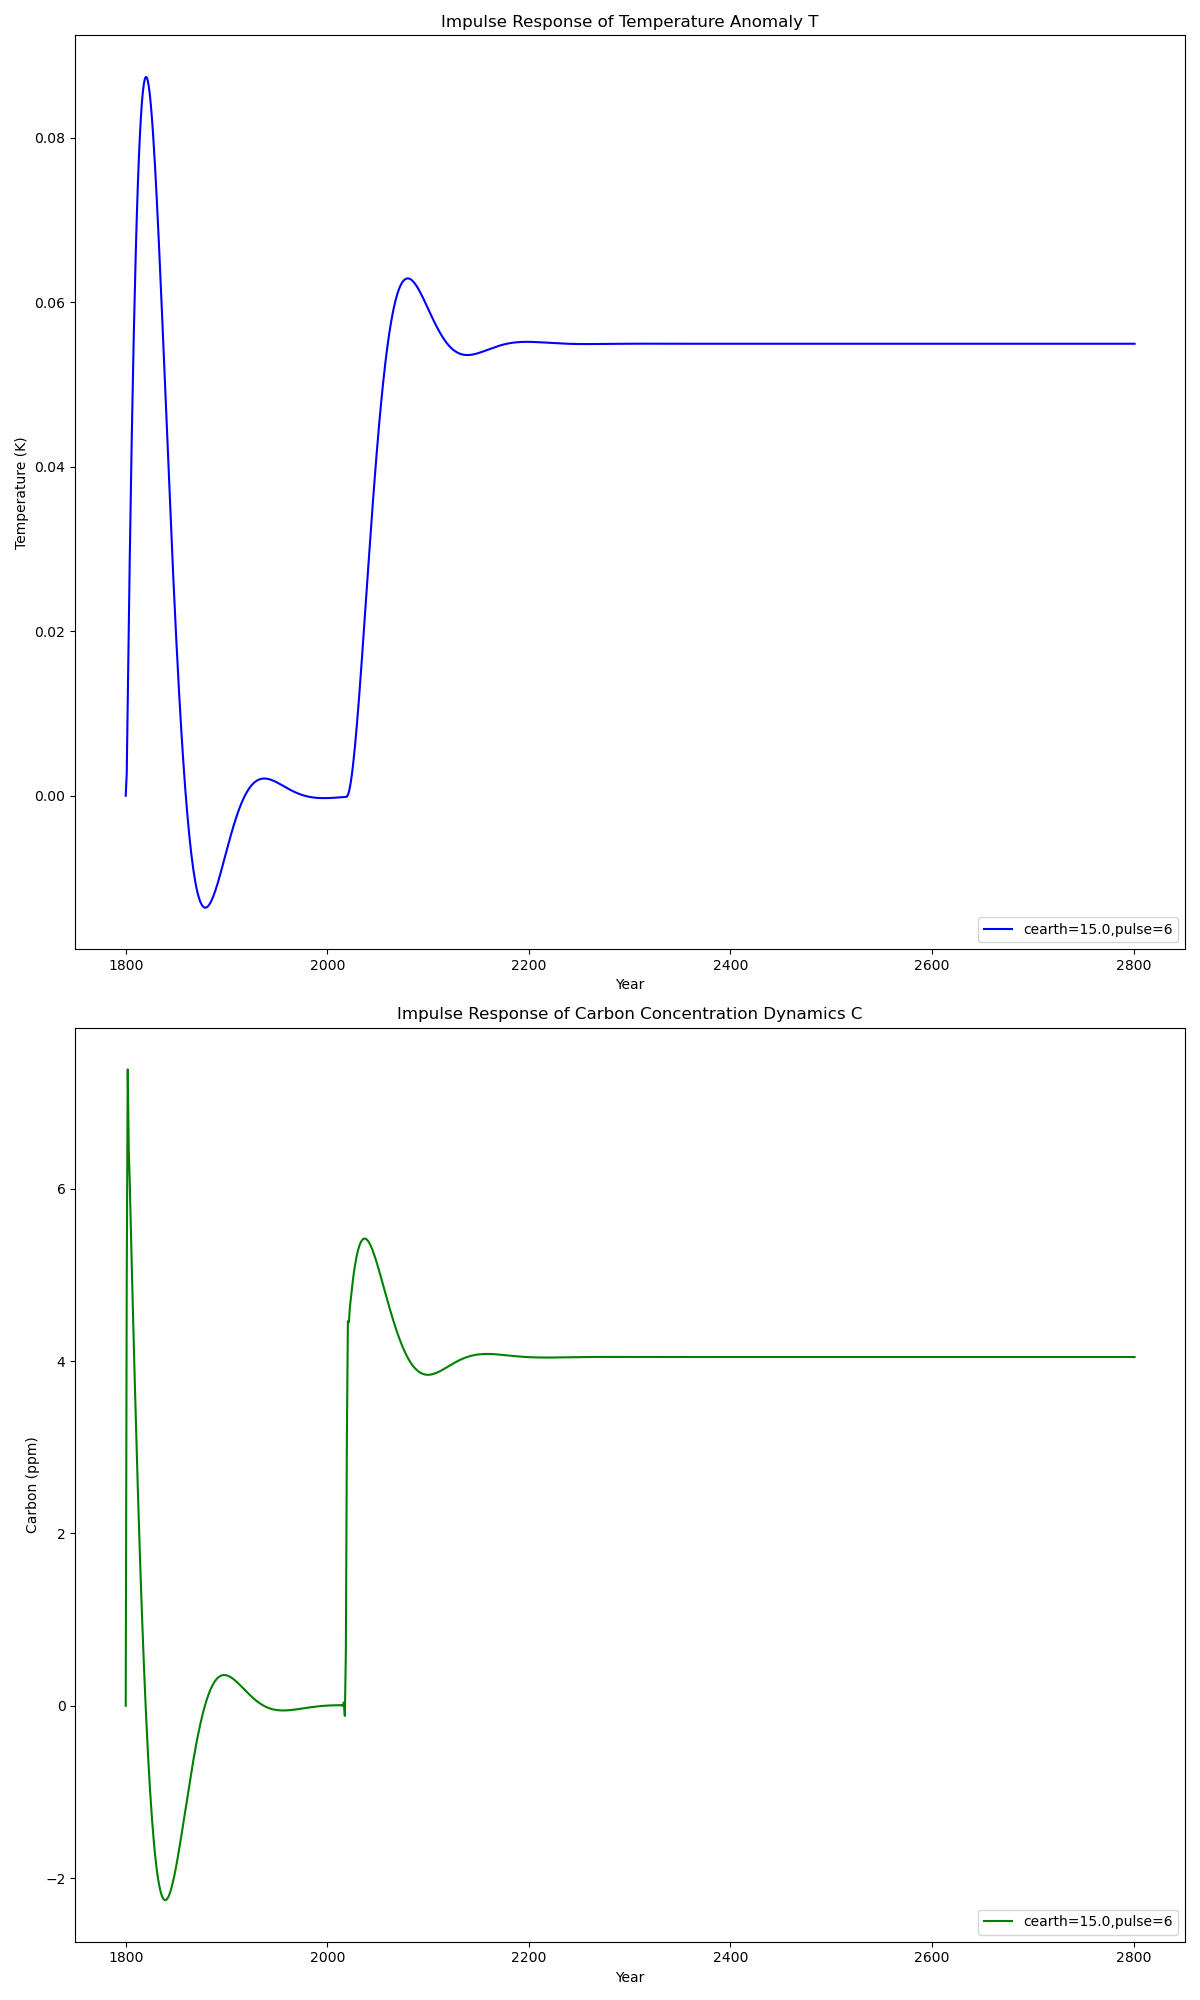 Impulse Response of Temperature Anomaly T
Temperature (K)
0.08
0.06
0.04
0.02
0.00
cearth=15.0,pulse=6
1800 2000 2200 2400 2600 2800
Year
Impulse Response of Carbon Concentration Dynamics C
Carbon (ppm)
6
4
2
0
−2
cearth=15.0,pulse=6
1800 2000 2200 2400 2600 2800
Year